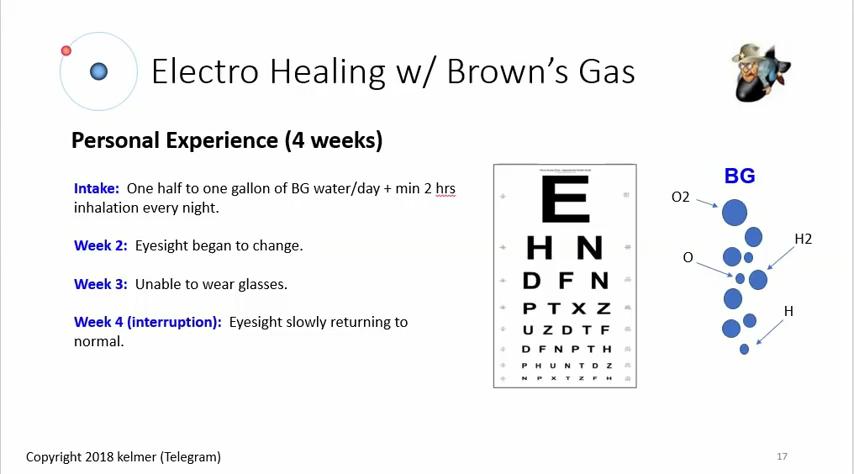 Electro Healing w/ Brown's Gas
Personal Experience (4 weeks)
Intake: One half to one gallon of BG water/day + min 2 hrs
inhalation every night.
Week 2: Eyesight began to change.
Week 3: Unable to wear glasses.
Week 4 (interruption): Eyesight slowly returning to
normal.
E
H N
D F N
P T X Z
U Z D T F
D F N P T H
P H U N T D Z
N P X T Z F H
BG
O2
H2
O
H
Copyright 2018 kelmer (Telegram)
17